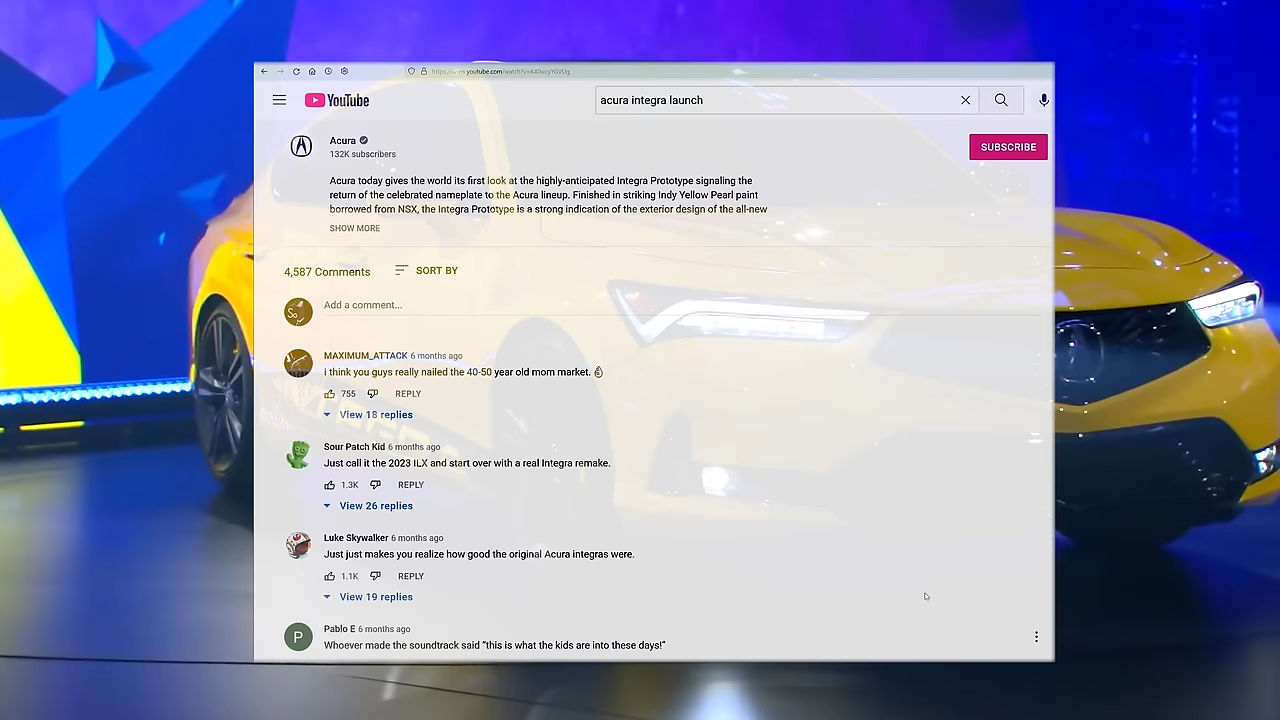 https://www.youtube.com/watch?v=K40wcyYGVUg
YouTube
acura integra launch
Acura
132K subscribers
SUBSCRIBE
Acura today gives the world its first look at the highly-anticipated Integra Prototype signaling the
return of the celebrated nameplate to the Acura lineup. Finished in striking Indy Yellow Pearl paint
borrowed from NSX, the Integra Prototype is a strong indication of the exterior design of the all-new
SHOW MORE
4,587 Comments
SORT BY
Add a comment...
MAXIMUM_ATTACK 6 months ago
I think you guys really nailed the 40-50 year old mom market. 👌🏾
755 REPLY
View 18 replies
Sour Patch Kid 6 months ago
Just call it the 2023 ILX and start over with a real Integra remake.
1.3K REPLY
View 26 replies
Luke Skywalker 6 months ago
Just just makes you realize how good the original Acura integras were.
1.1K REPLY
View 19 replies
P
Pablo E 6 months ago
Whoever made the soundtrack said “this is what the kids are into these days!”